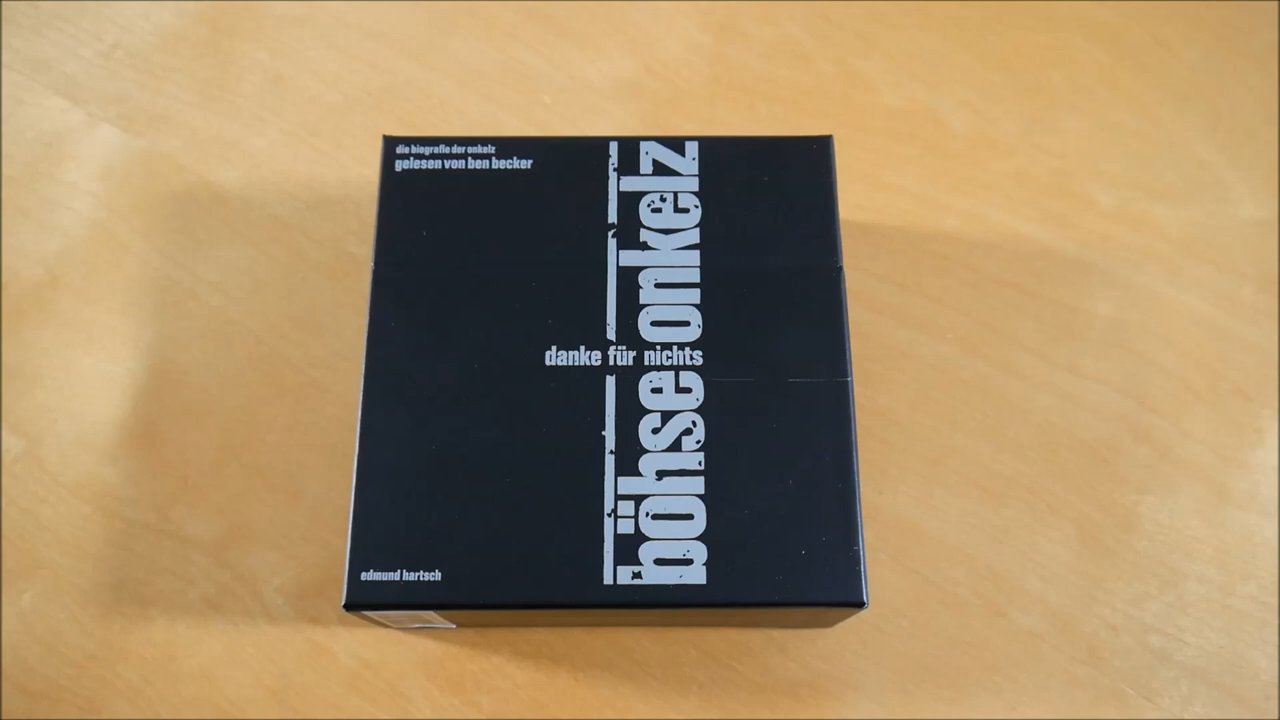 die biografie der onkelz
gelesen von ben becker
böhse onkelz
danke für nichts
edmund hartsch